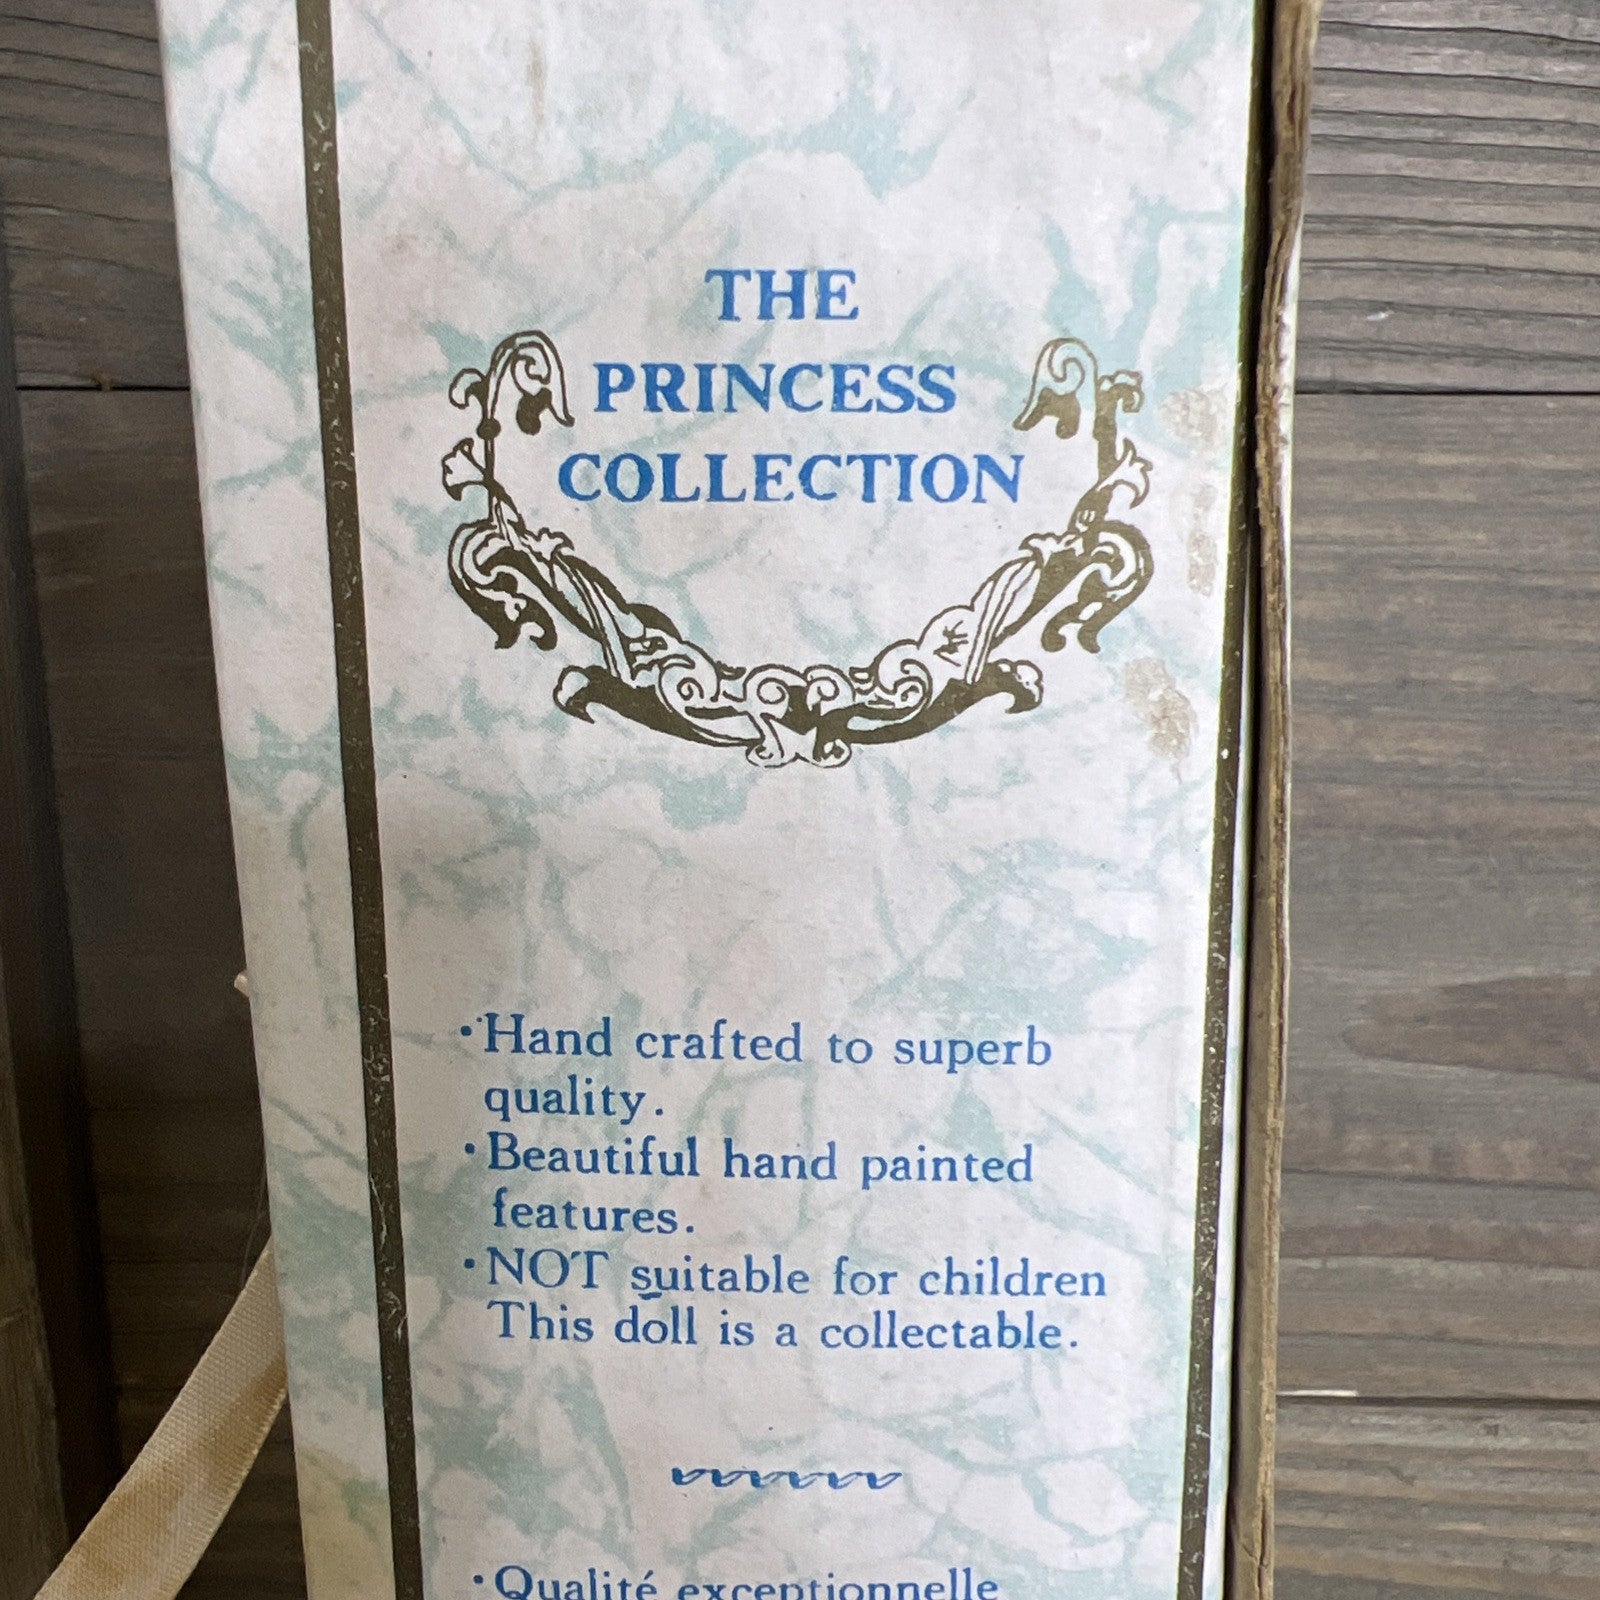 THE
PRINCESS
COLLECTION
· Hand crafted to superb
quality.
· Beautiful hand painted
features.
· NOT suitable for children
This doll is a collectable.
· Qualité exceptionnelle